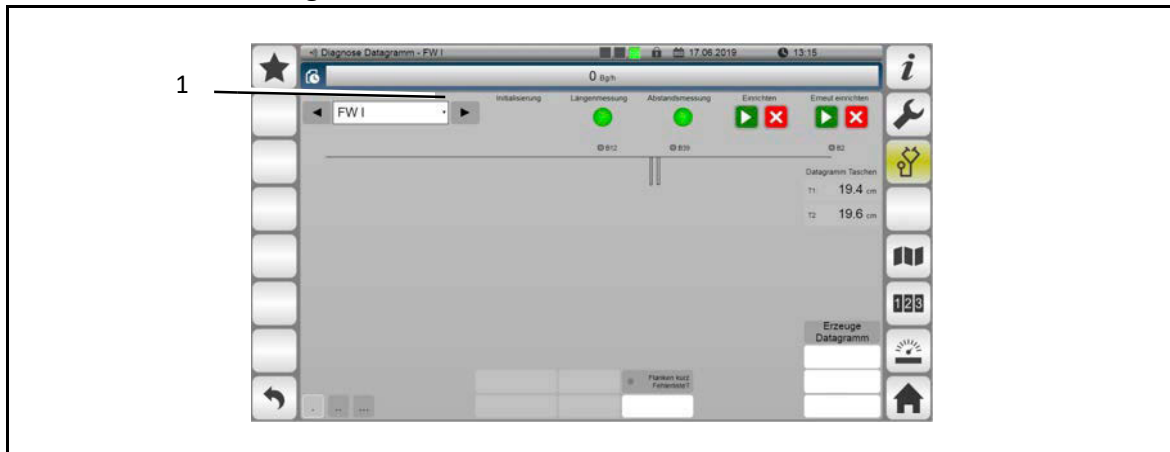 Diagnose Datagramm - FW I 17.06.2019 13:15
1
0 Bg/h
FW I
Initialisierung Längenmessung Abstandsmessung Einrichten Erneut einrichten
B12 B39 B2
Datagramm Taschen
T1 19.4 cm
T2 19.6 cm
123
Erzeuge
Datagramm
Flanken kurz
Fehlerliste?
. .. ...